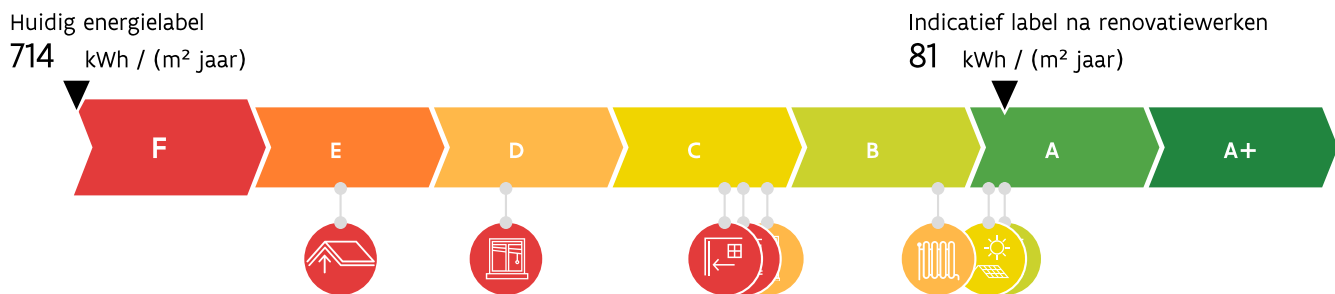 Huidig energielabel
714 kWh / (m² jaar)
Indicatief label na renovatiewerken
81 kWh / (m² jaar)
F E D C B A A+